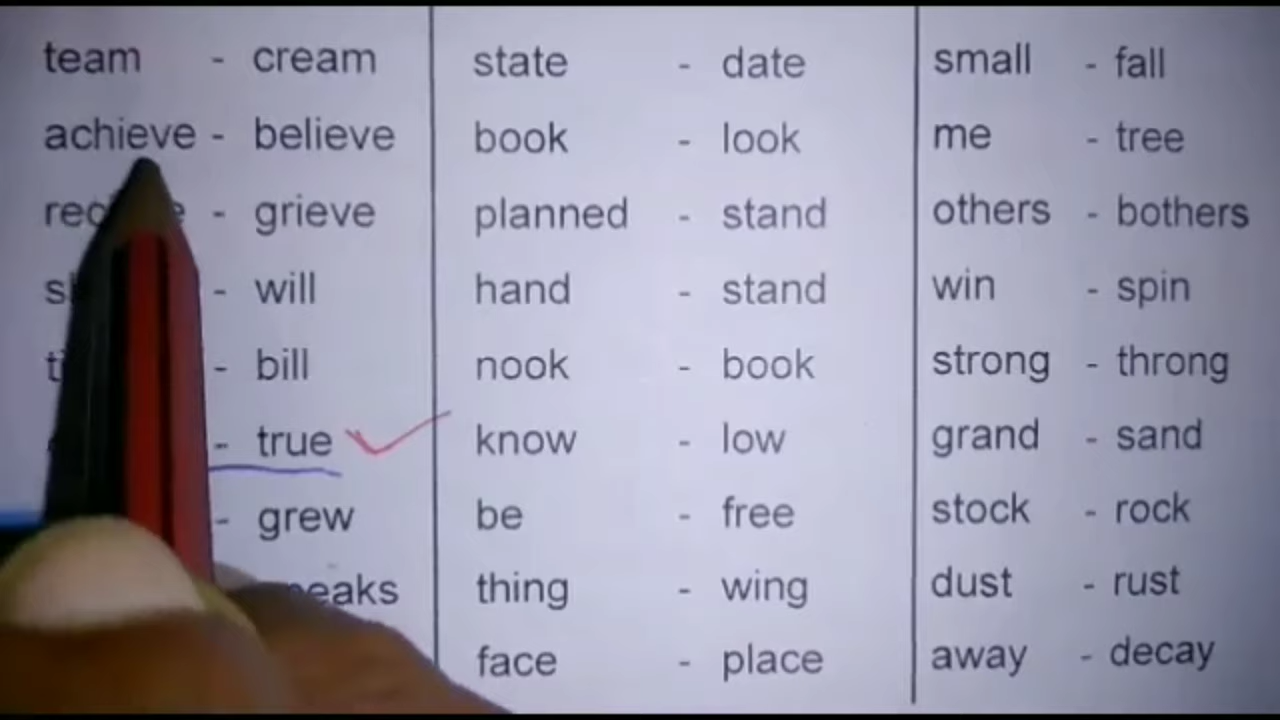 team - cream
achieve - believe
- grieve
- will
- bill
- true
- grew
state - date
book - look
planned - stand
hand - stand
nook - book
know - low
be - free
thing - wing
face - place
small - fall
me - tree
others - bothers
win - spin
strong - throng
grand - sand
stock - rock
dust - rust
away - decay